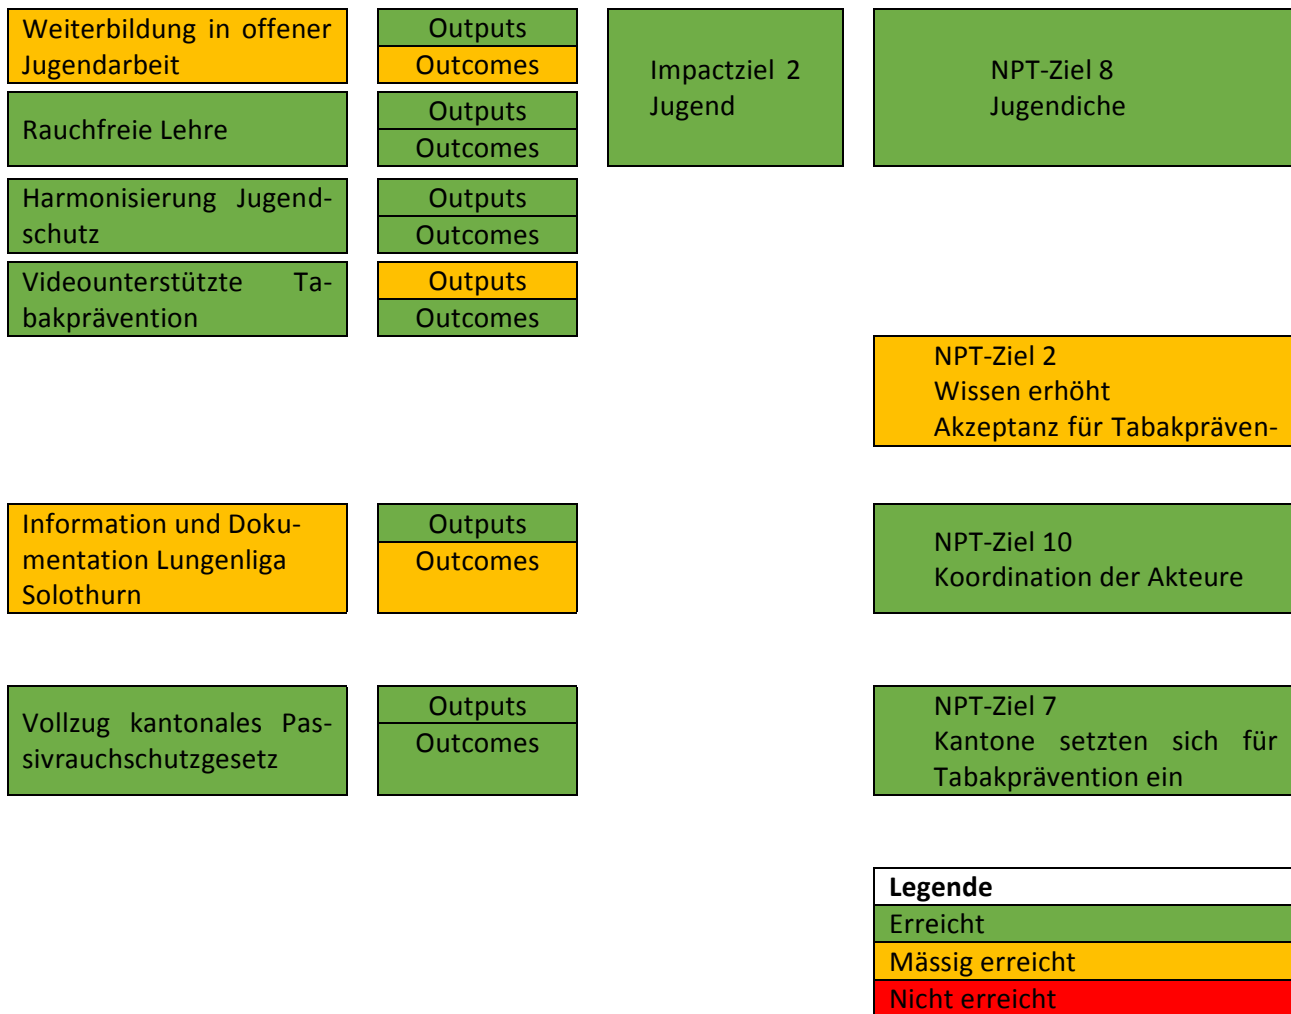 Weiterbildung in offener
Jugendarbeit
Outputs
Outcomes
Impactziel 2
Jugend
NPT-Ziel 8
Jugendiche
Rauchfreie Lehre
Outputs
Outcomes
Harmonisierung Jugend-
schutz
Outputs
Outcomes
Videounterstützte Ta-
bakprävention
Outputs
Outcomes
NPT-Ziel 2
Wissen erhöht
Akzeptanz für Tabakpräven-
Information und Doku-
mentation Lungenliga
Solothurn
Outputs
Outcomes
NPT-Ziel 10
Koordination der Akteure
Vollzug kantonales Pas-
sivrauchschutzgesetz
Outputs
Outcomes
NPT-Ziel 7
Kantone setzten sich für
Tabakprävention ein
Legende
Erreicht
Mässig erreicht
Nicht erreicht